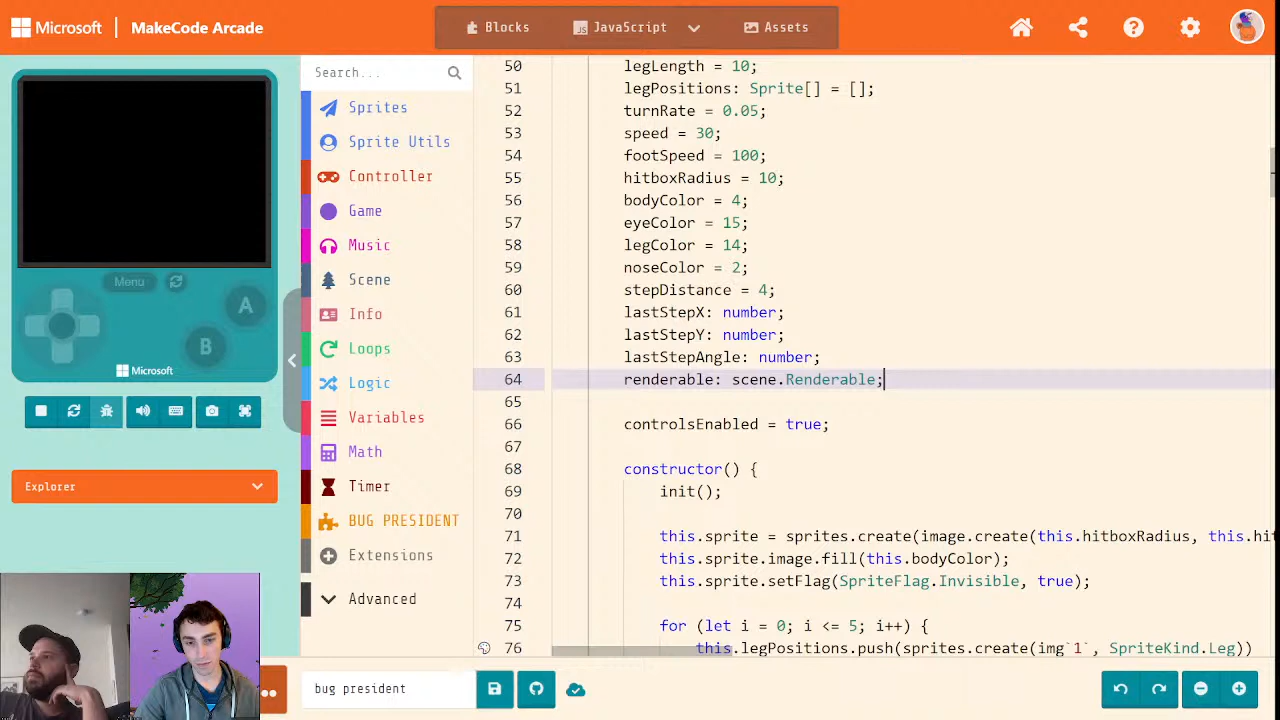 Microsoft | MakeCode Arcade
Blocks
JS JavaScript
Assets
Search...
Sprites
Sprite Utils
Controller
Game
Music
Scene
Info
Loops
Logic
Variables
Math
Timer
BUG PRESIDENT
Extensions
Advanced
Menu
A
B
Microsoft
Explorer
50 legLength = 10;
51 legPositions: Sprite[] = [];
52 turnRate = 0.05;
53 speed = 30;
54 footSpeed = 100;
55 hitboxRadius = 10;
56 bodyColor = 4;
57 eyeColor = 15;
58 legColor = 14;
59 noseColor = 2;
60 stepDistance = 4;
61 lastStepX: number;
62 lastStepY: number;
63 lastStepAngle: number;
64 renderable: scene.Renderable;
65
66 controlsEnabled = true;
67
68 constructor() {
69 init();
70
71 this.sprite = sprites.create(image.create(this.hitboxRadius, this.hit
72 this.sprite.image.fill(this.bodyColor);
73 this.sprite.setFlag(SpriteFlag.Invisible, true);
74
75 for (let i = 0; i <= 5; i++) {
76 this.legPositions.push(sprites.create(img`1`, SpriteKind.Leg))
bug president